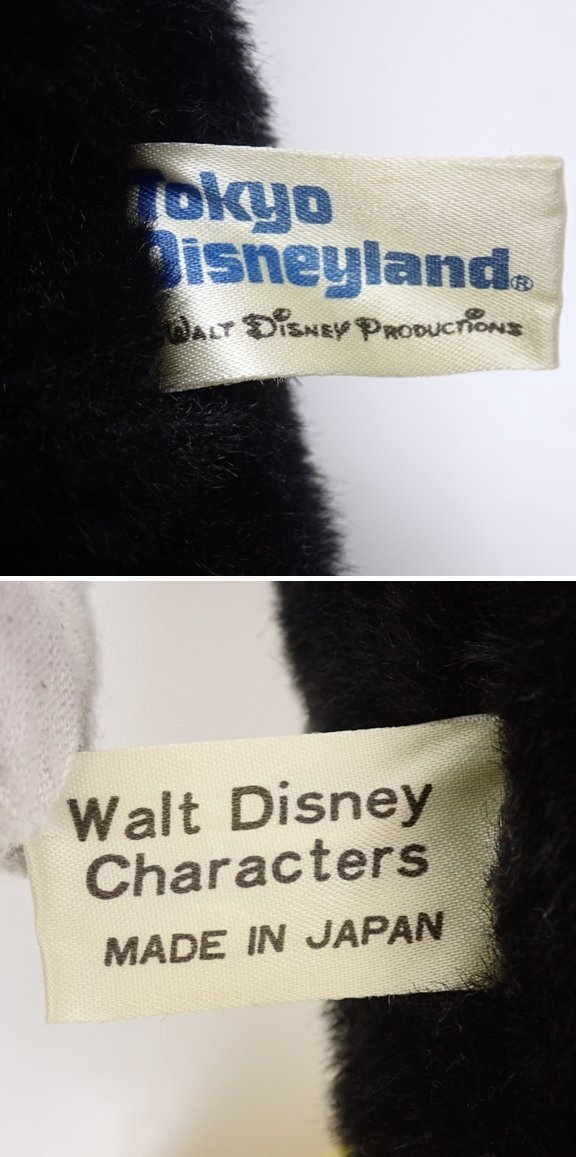 Tokyo
Disneyland®
WALT DISNEY PRODUCTIONS
Walt Disney
Characters
MADE IN JAPAN